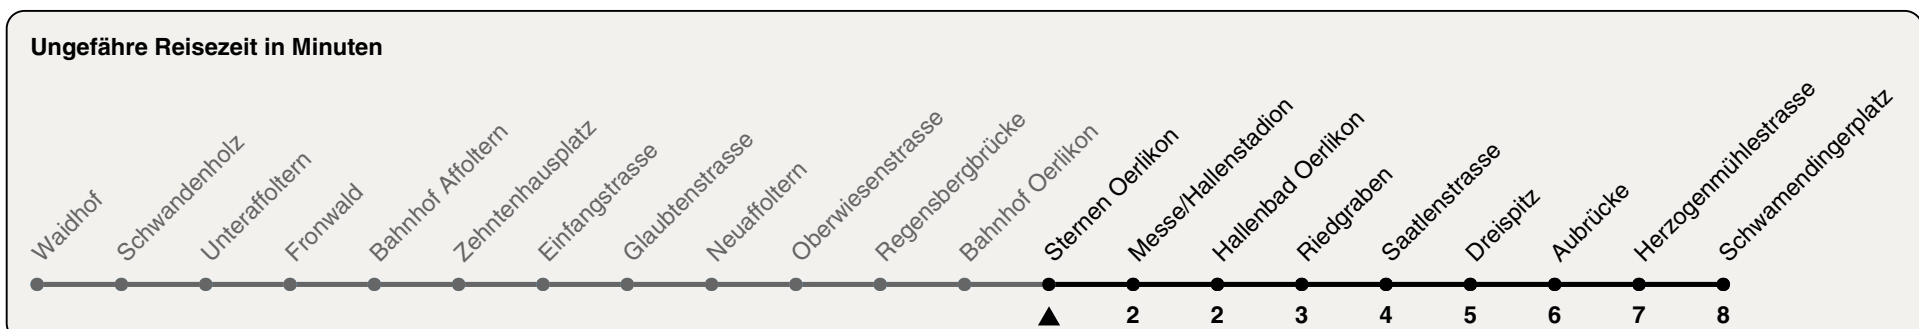 Ungefähre Reisezeit in Minuten
Waidhof
Schwandenholz
Unteraffoltern
Fronwald
Bahnhof Affoltern
Zehntenhausplatz
Einfangstrasse
Glaubtenstrasse
Neuaffoltern
Oberwiesenstrasse
Regensbergbrücke
Bahnhof Oerlikon
Sternen Oerlikon
Messe/Hallenstadion
Hallenbad Oerlikon
Riedgraben
Saatlenstrasse
Dreispitz
Aubrücke
Herzogenmühlestrasse
Schwamendingerplatz
2 2 3 4 5 6 7 8